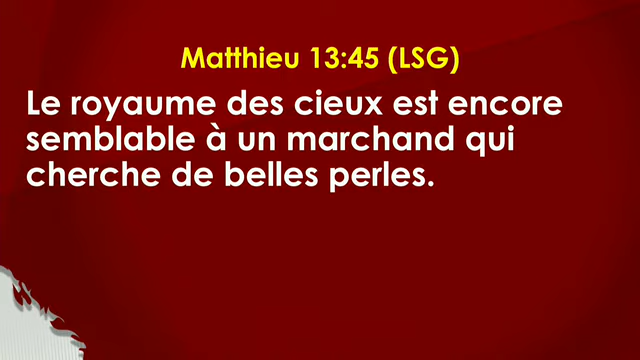 Matthieu 13:45 (LSG)
Le royaume des cieux est encore
semblable à un marchand qui
cherche de belles perles.